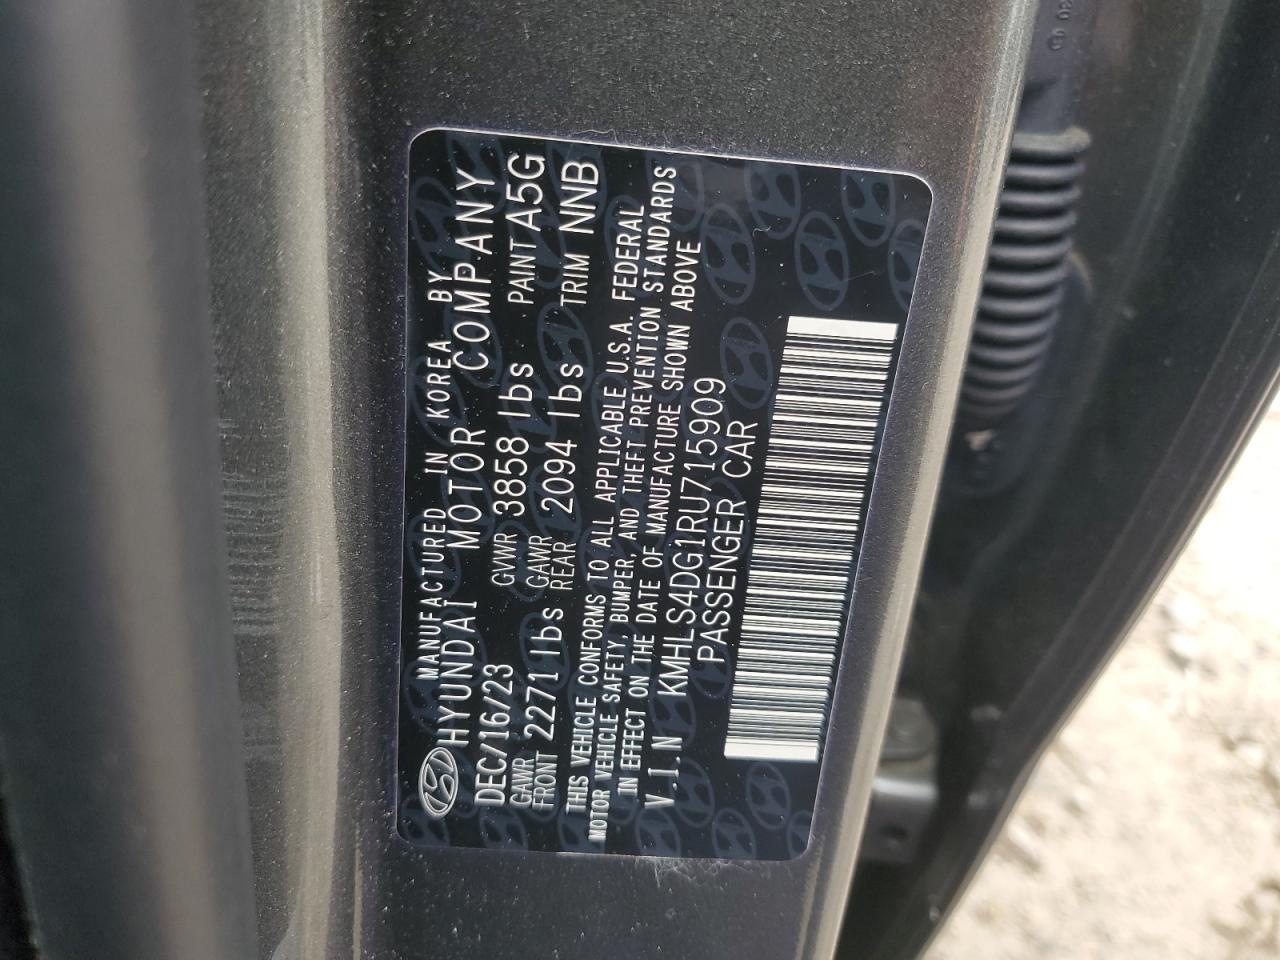 MANUFACTURED IN KOREA BY
HYUNDAI MOTOR COMPANY
DEC/16/23 GVWR 3858 lbs PAINT A5G
GAWR FRONT 2271 lbs GAWR REAR 2094 lbs TRIM NNB
THIS VEHICLE CONFORMS TO ALL APPLICABLE U.S.A. FEDERAL
MOTOR VEHICLE SAFETY, BUMPER, AND THEFT PREVENTION STANDARDS
IN EFFECT ON THE DATE OF MANUFACTURE SHOWN ABOVE
V.I.N KMHLS4DG1RU715909
PASSENGER CAR